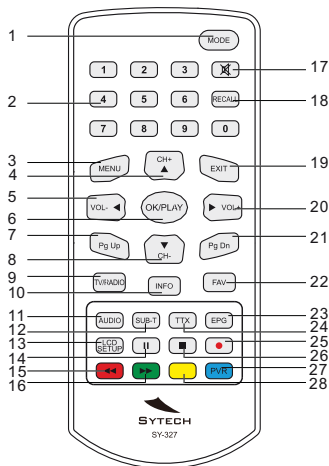 1 MODE
1 2 3 17
2 4 5 6 RECALL 18
7 8 9 0
3 MENU CH+ EXIT 19
4
5 VOL- OK/PLAY VOL+ 20
6
7 Pg Up CH- Pg Dn 21
8
9 TV/RADIO INFO FAV 22
10
11 AUDIO SUB-T TTX EPG 23
12 24
13 LCD SETUP 25
14 26
15 PVR 27
16 28
SYTECH
SY-327